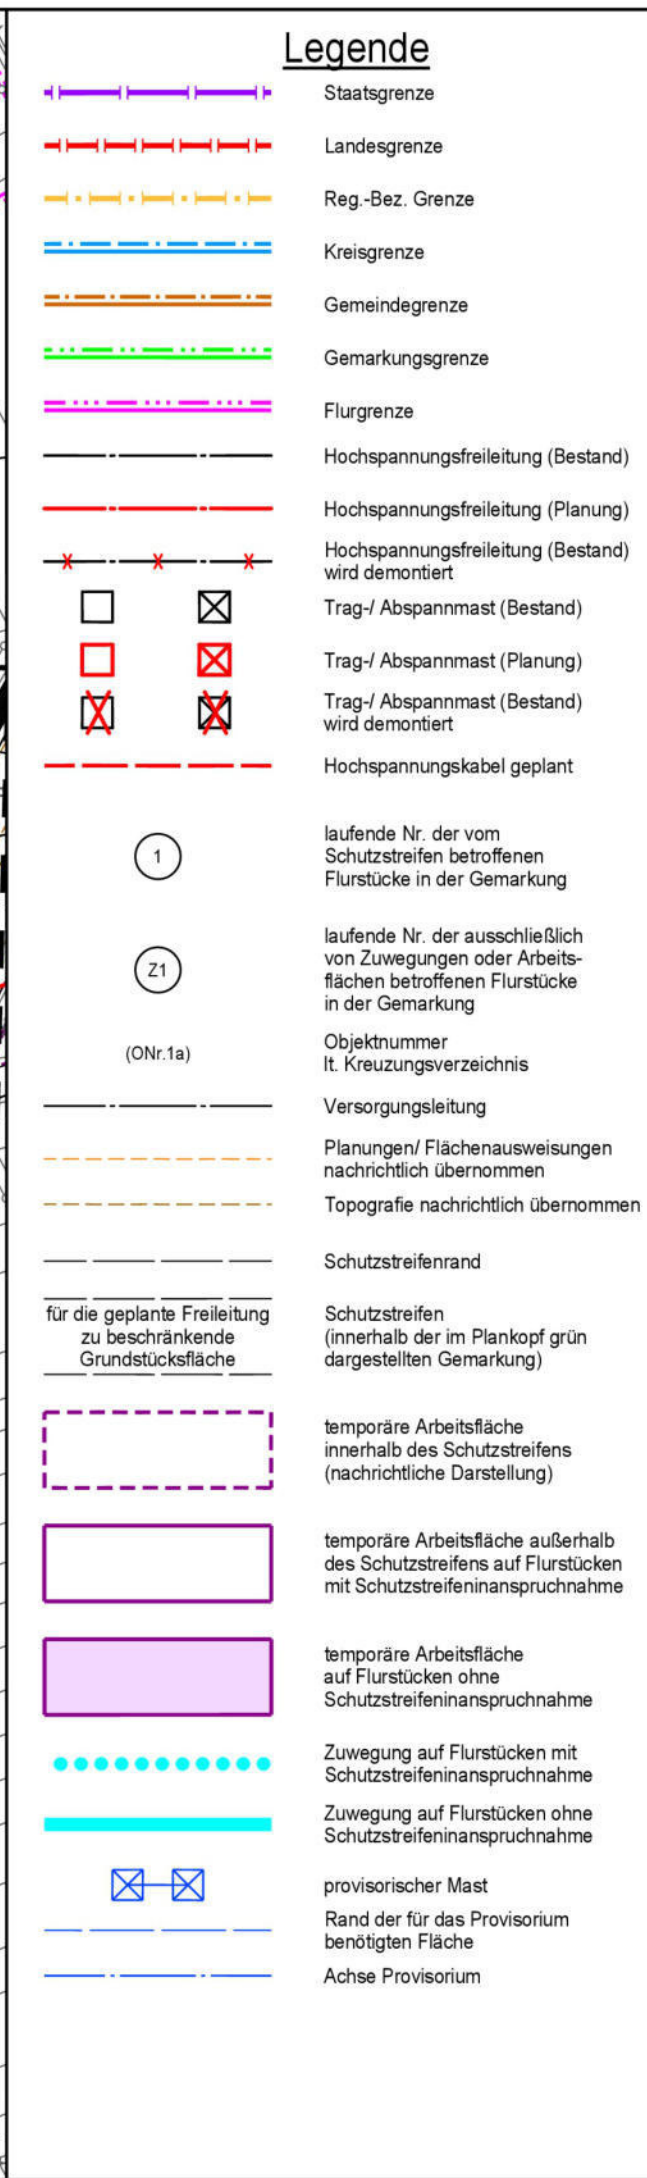 Legende
Staatsgrenze
Landesgrenze
Reg.-Bez. Grenze
Kreisgrenze
Gemeindegrenze
Gemarkungsgrenze
Flurgrenze
Hochspannungsfreileitung (Bestand)
Hochspannungsfreileitung (Planung)
Hochspannungsfreileitung (Bestand)
wird demontiert
Trag-/ Abspannmast (Bestand)
Trag-/ Abspannmast (Planung)
Trag-/ Abspannmast (Bestand)
wird demontiert
Hochspannungskabel geplant
1
laufende Nr. der vom
Schutzstreifen betroffenen
Flurstücke in der Gemarkung
Z1
laufende Nr. der ausschließlich
von Zuwegungen oder Arbeits-
flächen betroffenen Flurstücke
in der Gemarkung
(ONr.1a)
Objektnummer
lt. Kreuzungsverzeichnis
Versorgungsleitung
Planungen/ Flächenausweisungen
nachrichtlich übernommen
Topografie nachrichtlich übernommen
Schutzstreifenrand
für die geplante Freileitung
zu beschränkende
Grundstücksfläche
Schutzstreifen
(innerhalb der im Plankopf grün
dargestellten Gemarkung)
temporäre Arbeitsfläche
innerhalb des Schutzstreifens
(nachrichtliche Darstellung)
temporäre Arbeitsfläche außerhalb
des Schutzstreifens auf Flurstücken
mit Schutzstreifeninanspruchnahme
temporäre Arbeitsfläche
auf Flurstücken ohne
Schutzstreifeninanspruchnahme
Zuwegung auf Flurstücken mit
Schutzstreifeninanspruchnahme
Zuwegung auf Flurstücken ohne
Schutzstreifeninanspruchnahme
provisorischer Mast
Rand der für das Provisorium
benötigten Fläche
Achse Provisorium